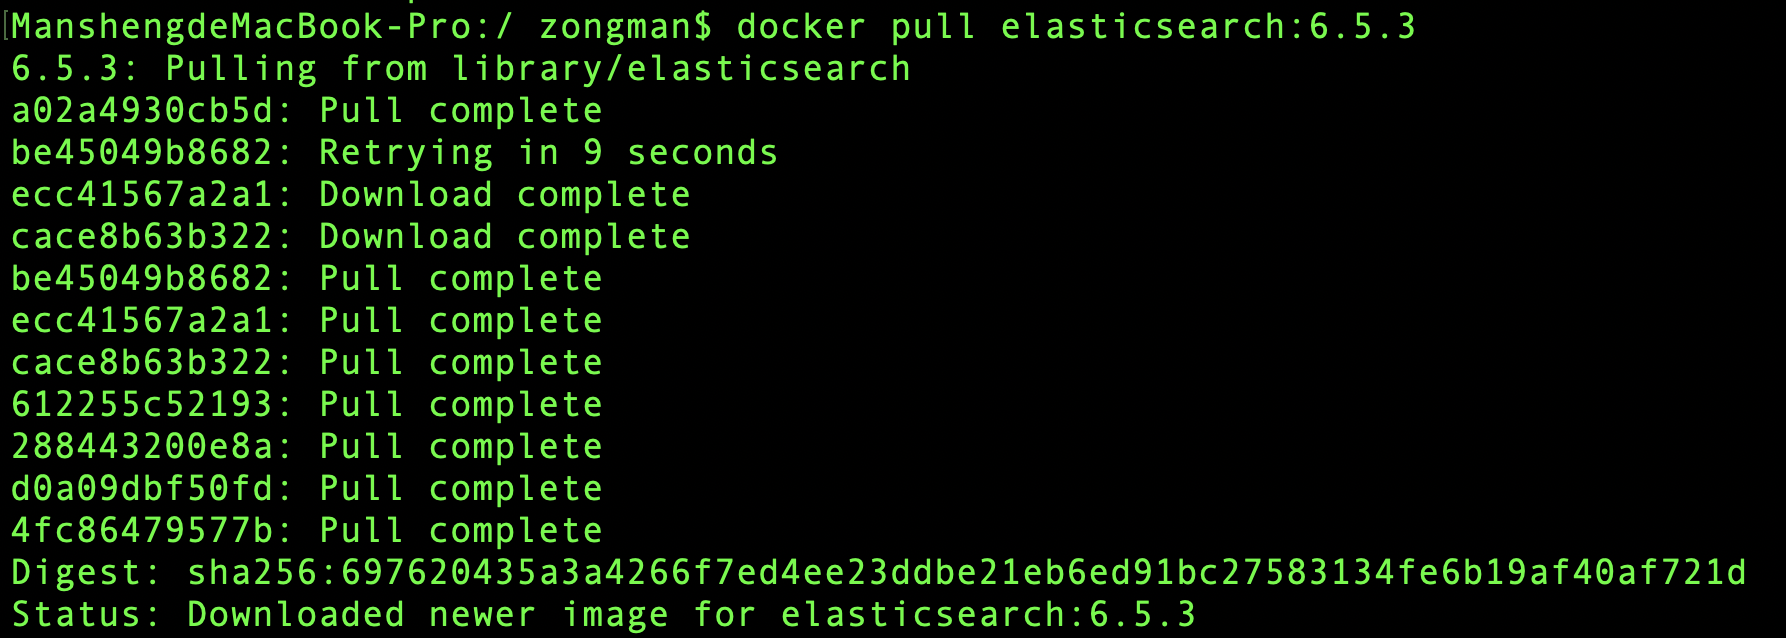 [ManshengdeMacBook-Pro:/ zongman$ docker pull elasticsearch:6.5.3
6.5.3: Pulling from library/elasticsearch
a02a4930cb5d: Pull complete
be45049b8682: Retrying in 9 seconds
ecc41567a2a1: Download complete
cace8b63b322: Download complete
be45049b8682: Pull complete
ecc41567a2a1: Pull complete
cace8b63b322: Pull complete
612255c52193: Pull complete
288443200e8a: Pull complete
d0a09dbf50fd: Pull complete
4fc86479577b: Pull complete
Digest: sha256:697620435a3a4266f7ed4ee23ddbe21eb6ed91bc27583134fe6b19af40af721d
Status: Downloaded newer image for elasticsearch:6.5.3